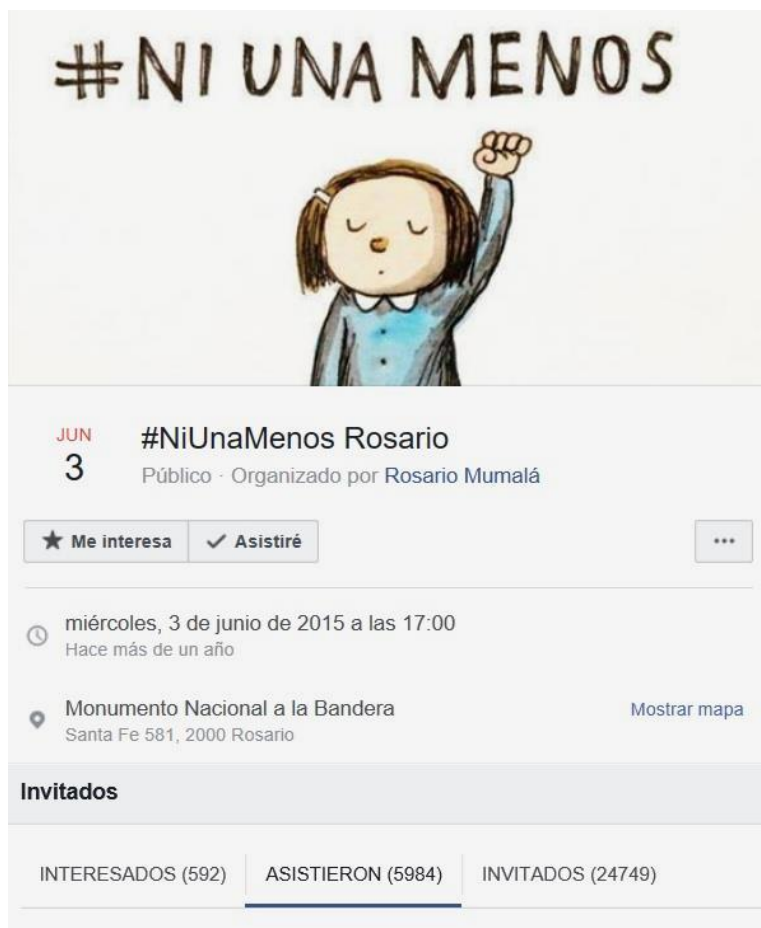 #NI UNA MENOS
JUN
3
#NiUnaMenos Rosario
Público · Organizado por Rosario Mumalá
Me interesa
Asistiré
...
miércoles, 3 de junio de 2015 a las 17:00
Hace más de un año
Monumento Nacional a la Bandera
Mostrar mapa
Santa Fe 581, 2000 Rosario
Invitados
INTERESADOS (592)
ASISTIERON (5984)
INVITADOS (24749)